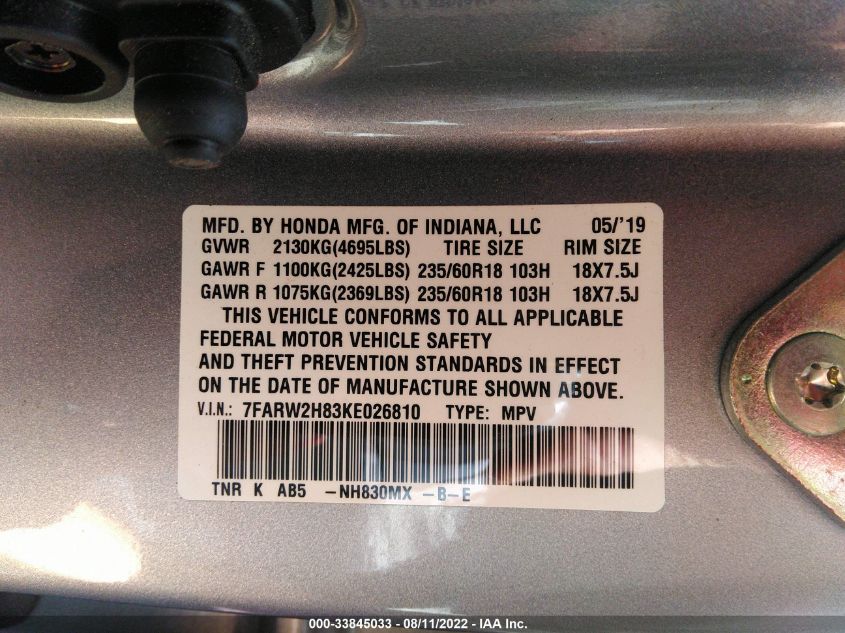 MFD. BY HONDA MFG. OF INDIANA, LLC 05/'19
GVWR 2130KG(4695LBS) TIRE SIZE RIM SIZE
GAWR F 1100KG(2425LBS) 235/60R18 103H 18X7.5J
GAWR R 1075KG(2369LBS) 235/60R18 103H 18X7.5J
THIS VEHICLE CONFORMS TO ALL APPLICABLE
FEDERAL MOTOR VEHICLE SAFETY
AND THEFT PREVENTION STANDARDS IN EFFECT
ON THE DATE OF MANUFACTURE SHOWN ABOVE.
V.I.N.: 7FARW2H83KE026810 TYPE: MPV
TNR K AB5 -NH830MX -B-E
000-33845033 - 08/11/2022 - IAA Inc.